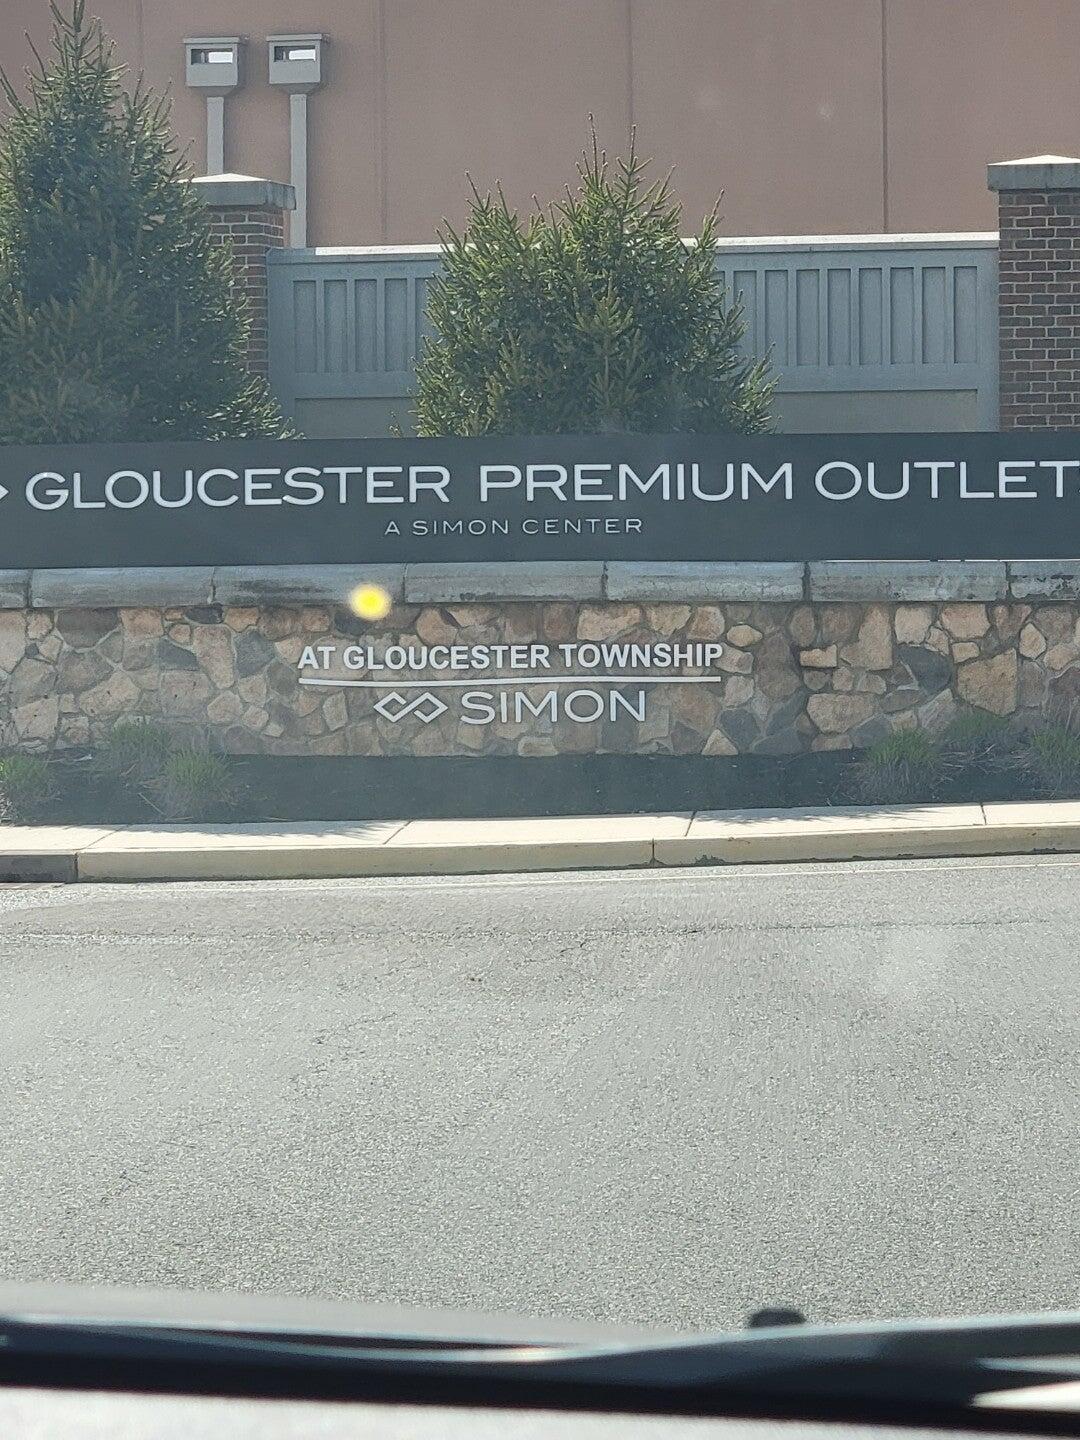 GLOUCESTER PREMIUM OUTLET
A SIMON CENTER
AT GLOUCESTER TOWNSHIP
SIMON